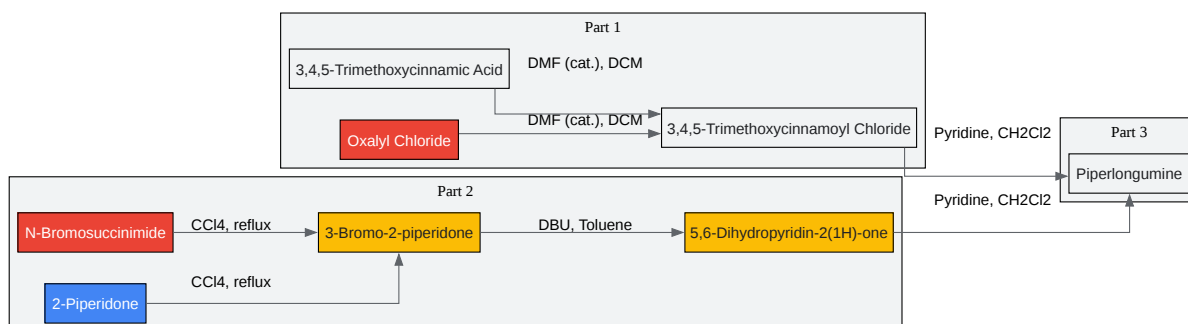 Part 1
3,4,5-Trimethoxycinnamic Acid
DMF (cat.), DCM
Oxalyl Chloride
DMF (cat.), DCM
3,4,5-Trimethoxycinnamoyl Chloride
Pyridine, CH2Cl2
Part 3
Piperlongumine
Pyridine, CH2Cl2
Part 2
N-Bromosuccinimide
CCl4, reflux
3-Bromo-2-piperidone
DBU, Toluene
5,6-Dihydropyridin-2(1H)-one
CCl4, reflux
2-Piperidone